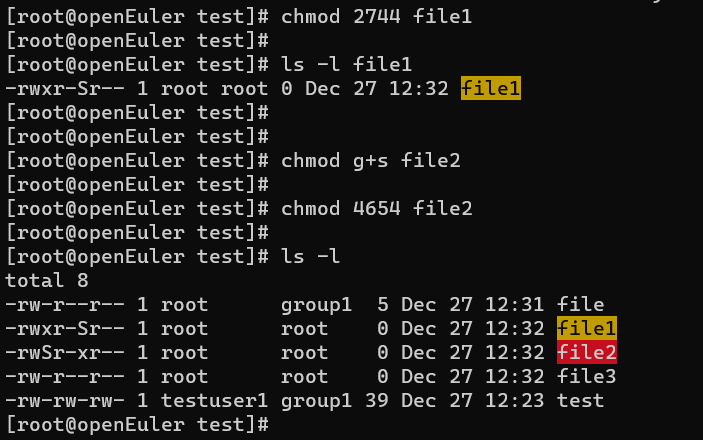 [root@openEuler test]# chmod 2744 file1
[root@openEuler test]#
[root@openEuler test]# ls -l file1
-rwxr-Sr-- 1 root root 0 Dec 27 12:32 file1
[root@openEuler test]#
[root@openEuler test]#
[root@openEuler test]# chmod g+s file2
[root@openEuler test]#
[root@openEuler test]# chmod 4654 file2
[root@openEuler test]#
[root@openEuler test]# ls -l
total 8
-rw-r--r-- 1 root      group1  5 Dec 27 12:31 file
-rwxr-Sr-- 1 root      root    0 Dec 27 12:32 file1
-rwSr-xr-- 1 root      root    0 Dec 27 12:32 file2
-rw-r--r-- 1 root      root    0 Dec 27 12:32 file3
-rw-rw-rw- 1 testuser1 group1 39 Dec 27 12:23 test
[root@openEuler test]#